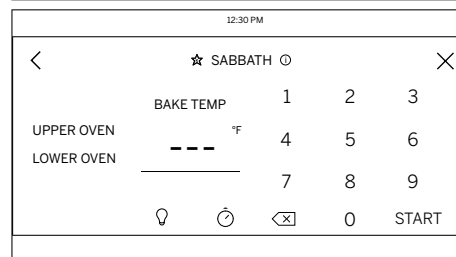 12:30 PM
SABBATH
BAKE TEMP
1 2 3
UPPER OVEN
LOWER OVEN
--- °F
4 5 6
7 8 9
0 START